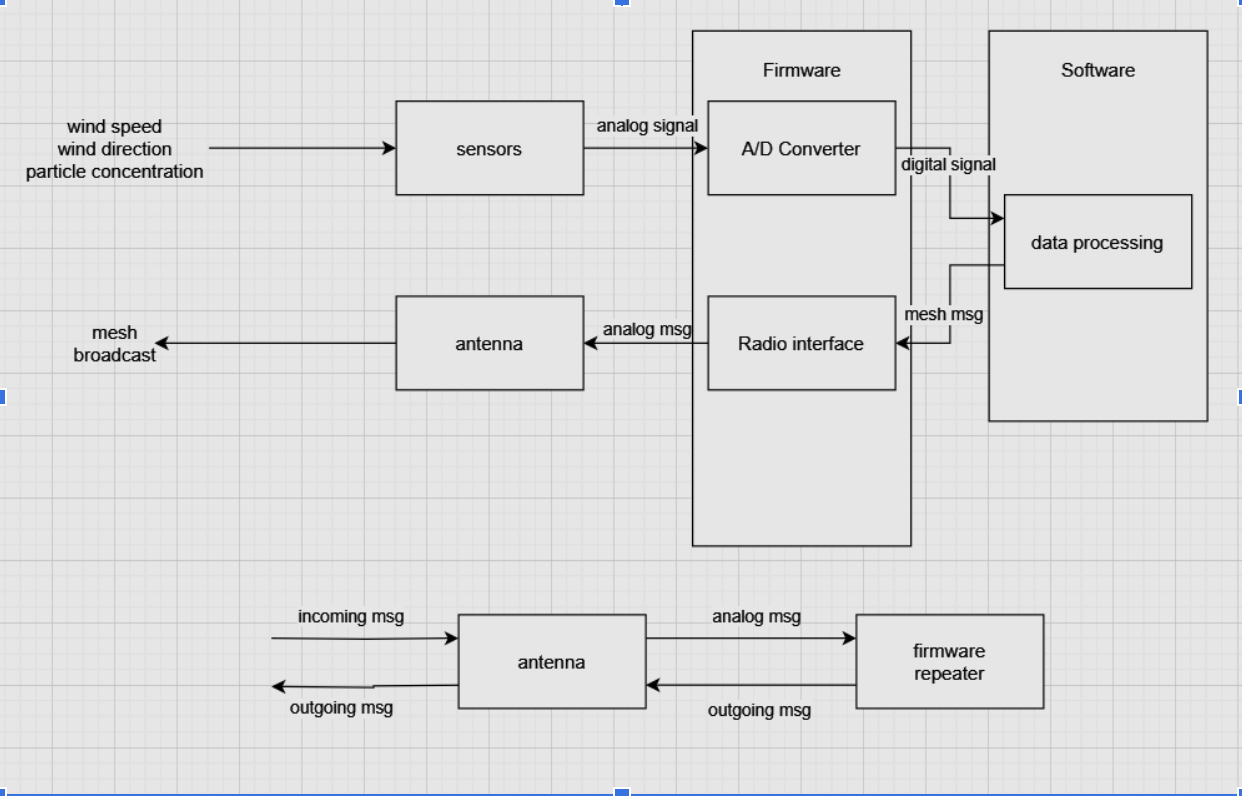 Firmware
Software
wind speed
wind direction
particle concentration
sensors
analog signal
A/D Converter
digital signal
data processing
mesh
broadcast
antenna
analog msg
Radio interface
mesh msg
incoming msg
antenna
analog msg
firmware
repeater
outgoing msg
outgoing msg